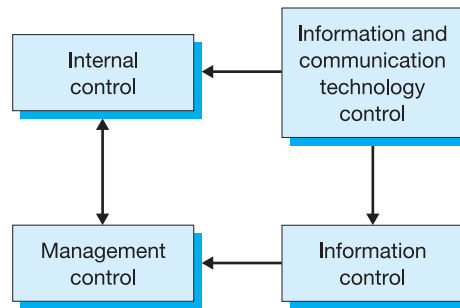 Internal
control
Information and
communication
technology
control
Management
control
Information
control